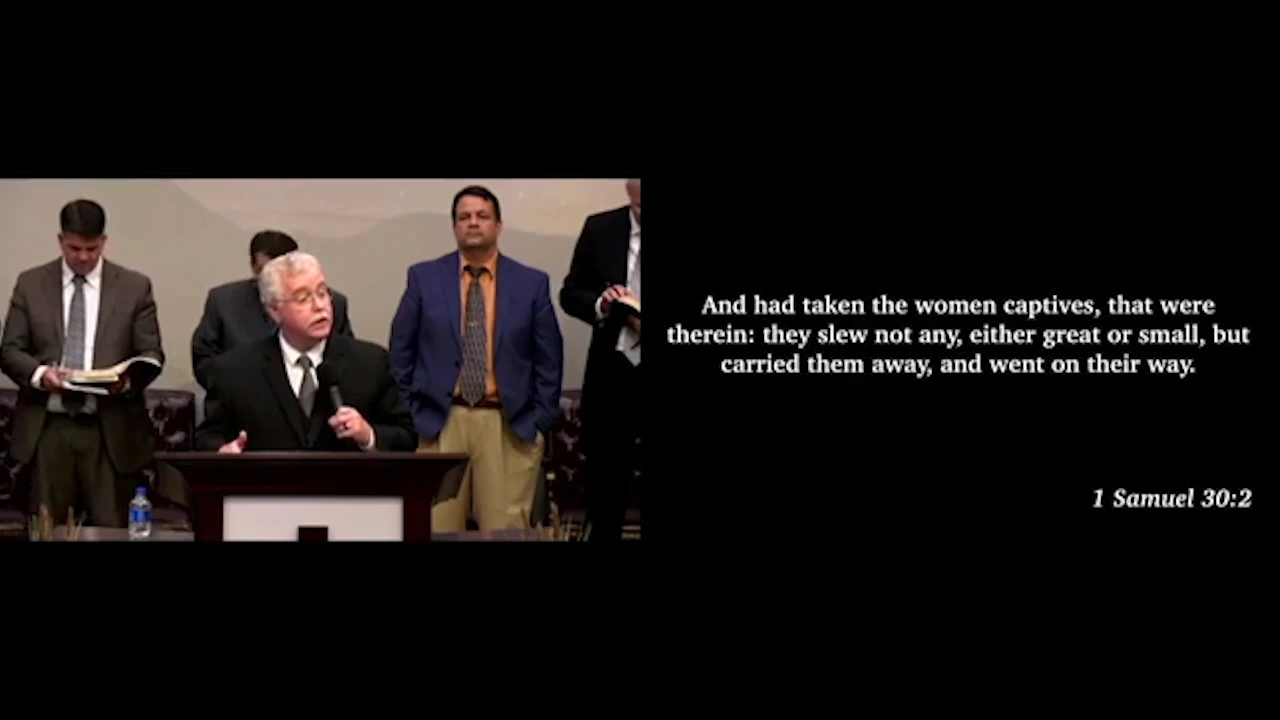 And had taken the women captives, that were
therein: they slew not any, either great or small, but
carried them away, and went on their way.
1 Samuel 30:2